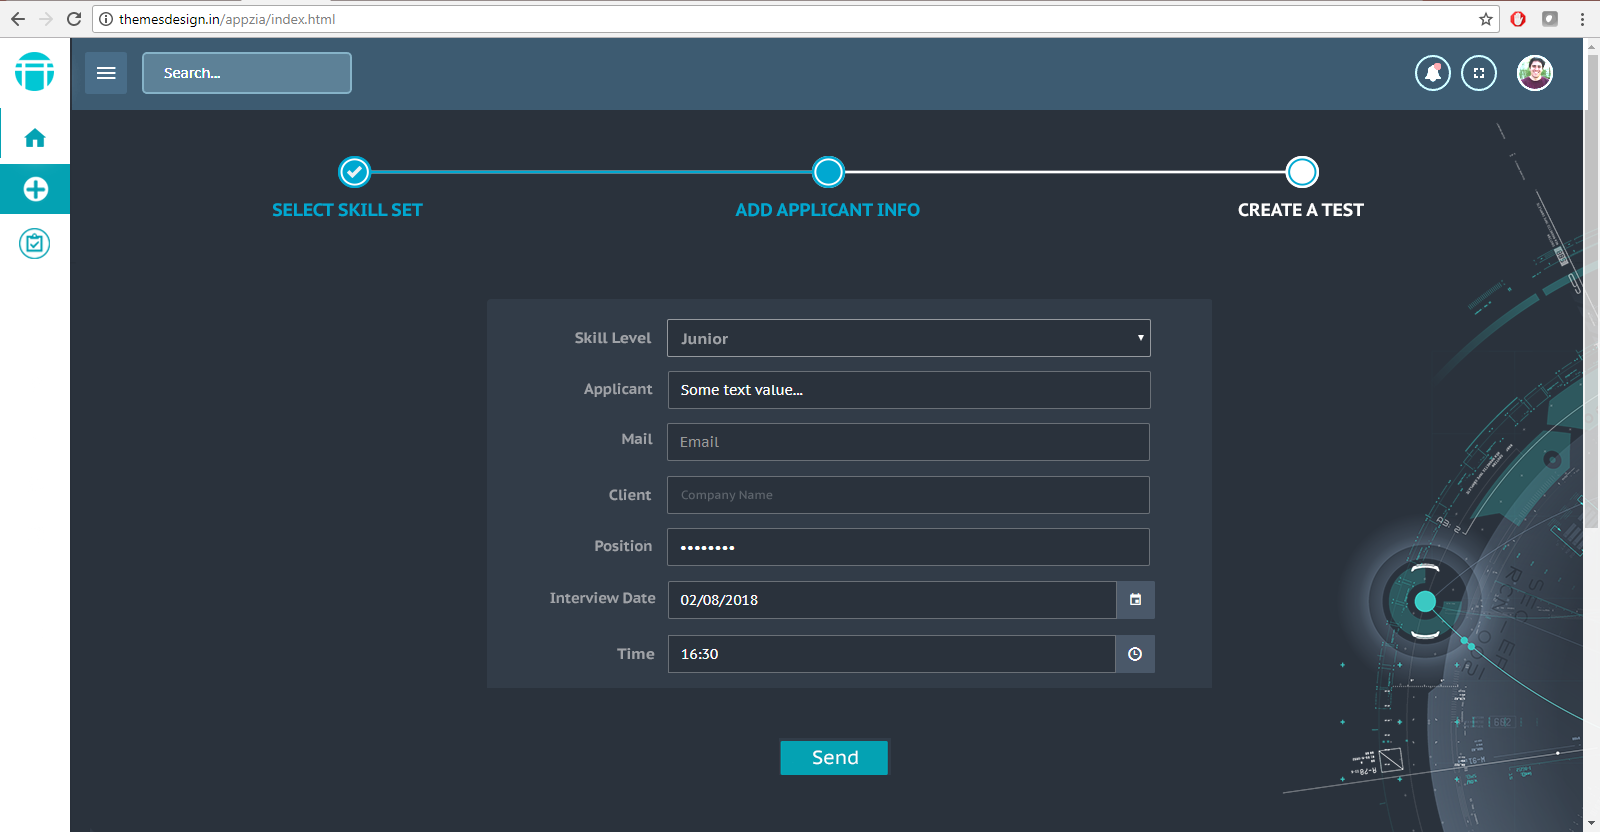 themesdesign.in/appzia/index.html
Search...
SELECT SKILL SET
ADD APPLICANT INFO
CREATE A TEST
Skill Level
Junior
Applicant
Some text value...
Mail
Email
Client
Company Name
Position
••••••••
Interview Date
02/08/2018
Time
16:30
Send